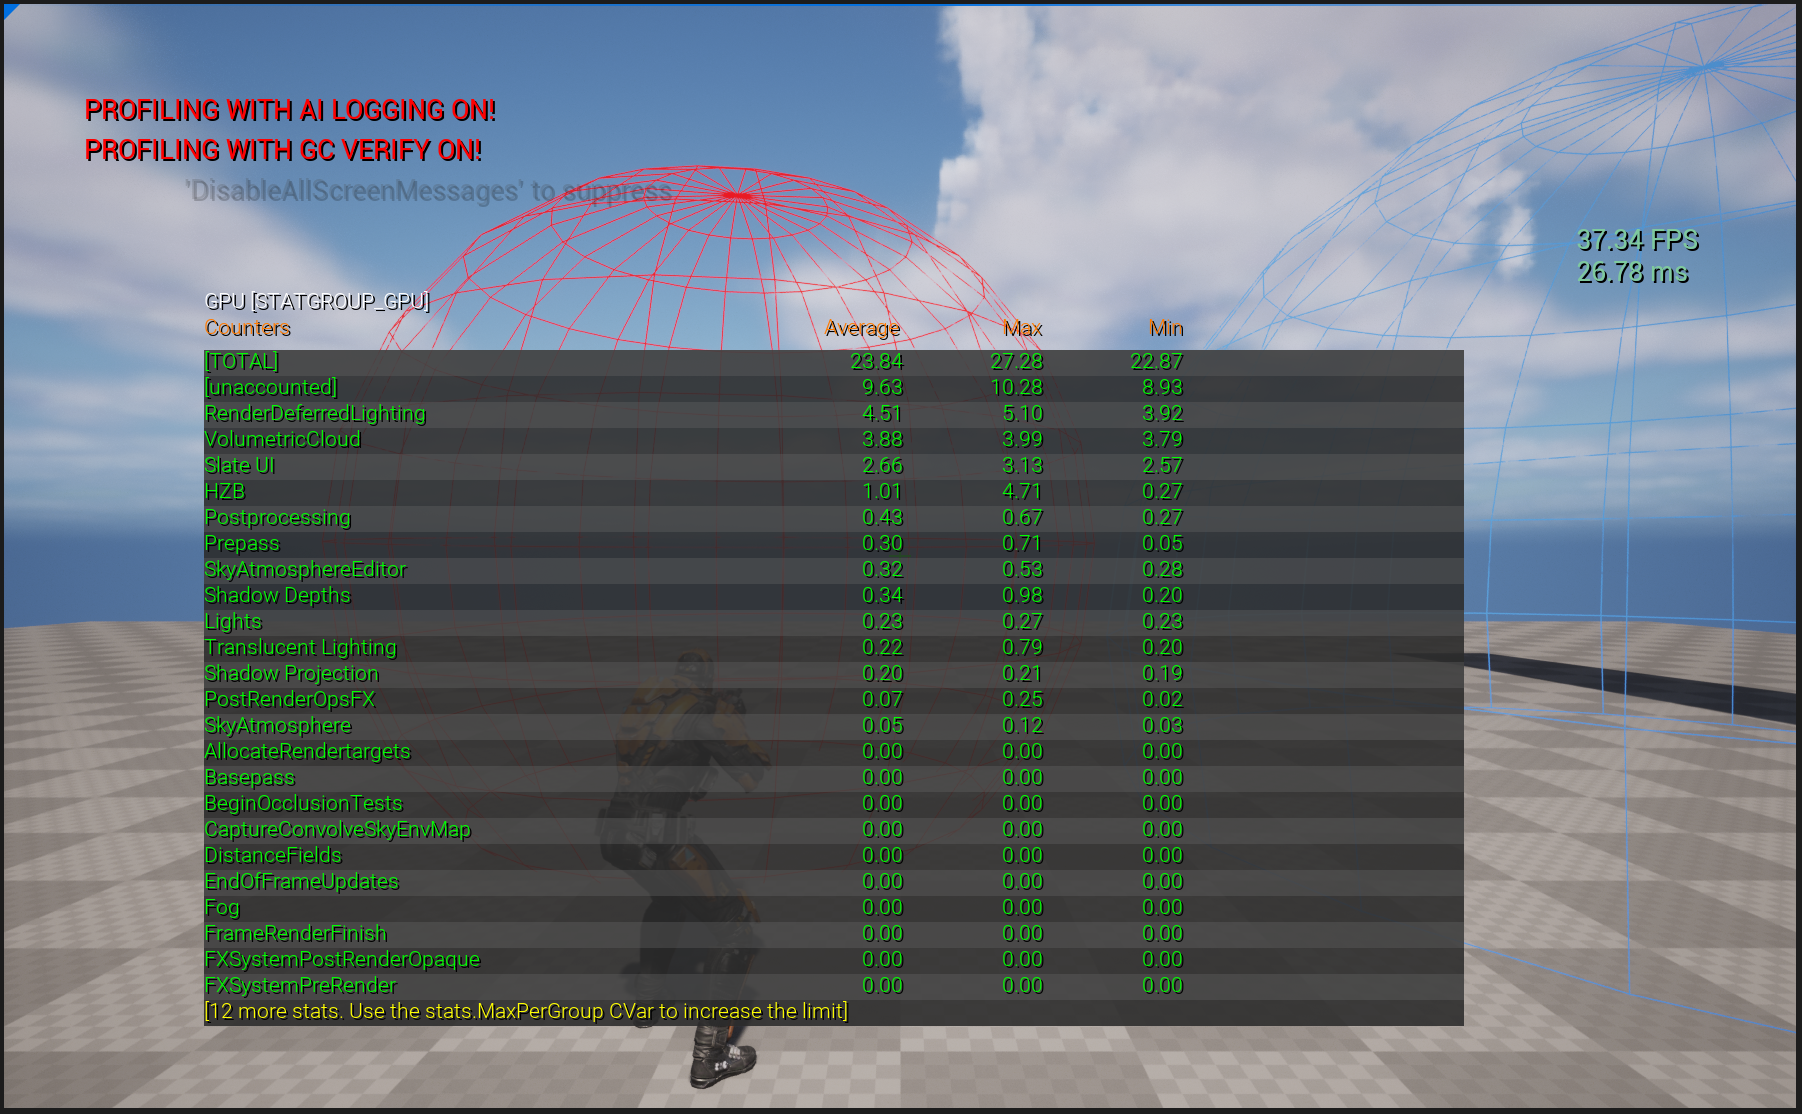 PROFILING WITH AI LOGGING ON!
PROFILING WITH GC VERIFY ON!
'DisableAllScreenMessages' to suppress
37.34 FPS
26.78 ms
GPU [STATGROUP_GPU]
Counters Average Max Min
[TOTAL] 23.84 27.28 22.87
[unaccounted] 9.63 10.28 8.93
RenderDeferredLighting 4.51 5.10 3.92
VolumetricCloud 3.88 3.99 3.79
Slate UI 2.66 3.13 2.57
HZB 1.01 4.71 0.27
Postprocessing 0.43 0.67 0.27
Prepass 0.30 0.71 0.05
SkyAtmosphereEditor 0.32 0.53 0.28
Shadow Depths 0.34 0.98 0.20
Lights 0.23 0.27 0.23
Translucent Lighting 0.22 0.79 0.20
Shadow Projection 0.20 0.21 0.19
PostRenderOpsFX 0.07 0.25 0.02
SkyAtmosphere 0.05 0.12 0.03
AllocateRendertargets 0.00 0.00 0.00
Basepass 0.00 0.00 0.00
BeginOcclusionTests 0.00 0.00 0.00
CaptureConvolveSkyEnvMap 0.00 0.00 0.00
DistanceFields 0.00 0.00 0.00
EndOfFrameUpdates 0.00 0.00 0.00
Fog 0.00 0.00 0.00
FrameRenderFinish 0.00 0.00 0.00
FXSystemPostRenderOpaque 0.00 0.00 0.00
FXSystemPreRender 0.00 0.00 0.00
[12 more stats. Use the stats.MaxPerGroup CVar to increase the limit]